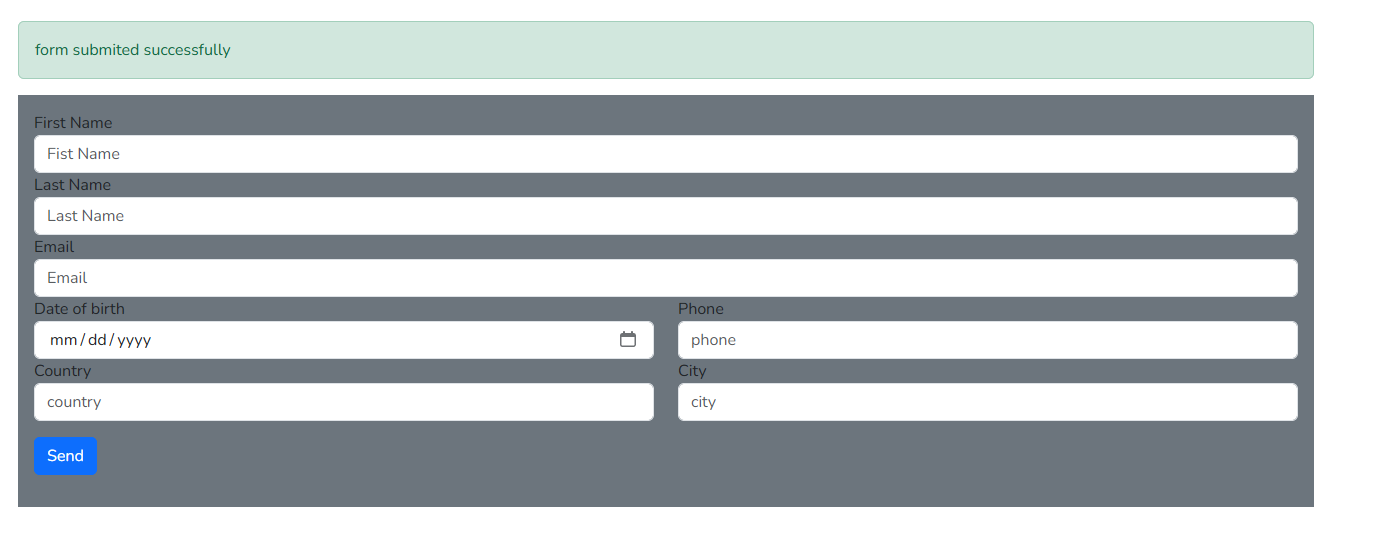 form submited successfully
First Name
Fist Name
Last Name
Last Name
Email
Email
Date of birth Phone
mm/dd/yyyy phone
Country City
country city
Send